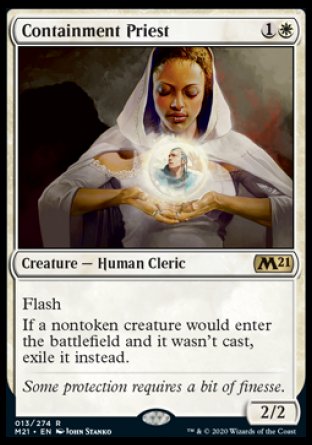 Containment Priest 1
Creature — Human Cleric M21
Flash
If a nontoken creature would enter
the battlefield and it wasn't cast,
exile it instead.
Some protection requires a bit of finesse.
2/2
013/274 R
M21 • EN JOHN STANKO
™ & © 2020 Wizards of the Coast